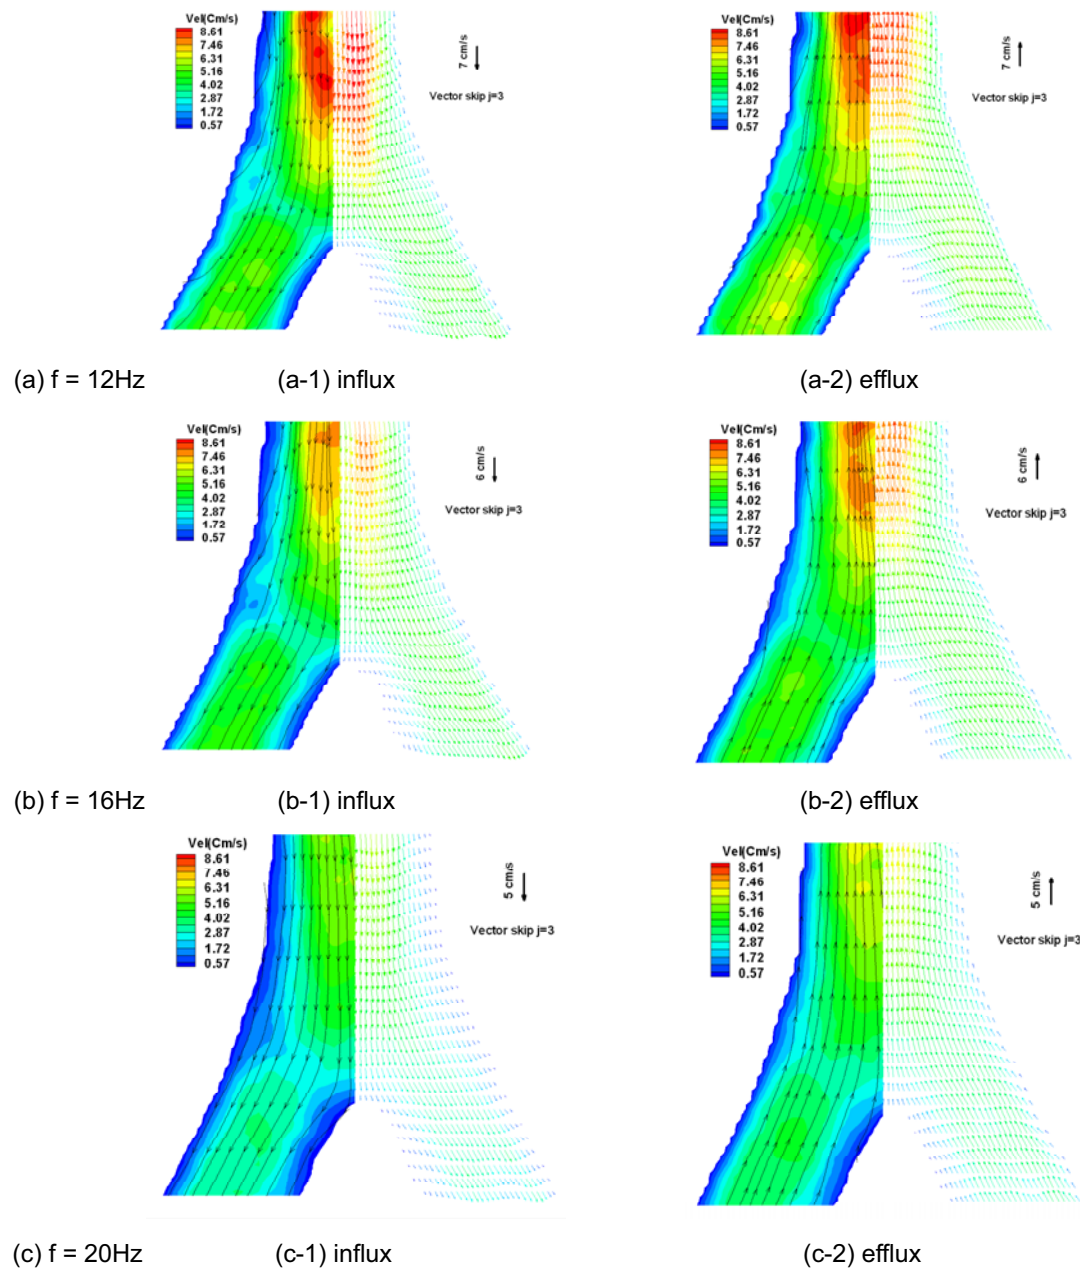 Vel(Cm/s)
8.61
7.46
6.31
5.16
4.02
2.87
1.72
0.57
7 cm/s
Vector skip j=3
Vel(Cm/s)
8.61
7.46
6.31
5.16
4.02
2.87
1.72
0.57
7 cm/s
Vector skip j=3
(a) f = 12Hz
(a-1) influx
(a-2) efflux
Vel(Cm/s)
8.61
7.46
6.31
5.16
4.02
2.87
1.72
0.57
6 cm/s
Vector skip j=3
Vel(Cm/s)
8.61
7.46
6.31
5.16
4.02
2.87
1.72
0.57
6 cm/s
Vector skip j=3
(b) f = 16Hz
(b-1) influx
(b-2) efflux
Vel(Cm/s)
8.61
7.46
6.31
5.16
4.02
2.87
1.72
0.57
5 cm/s
Vector skip j=3
Vel(Cm/s)
8.61
7.46
6.31
5.16
4.02
2.87
1.72
0.57
5 cm/s
Vector skip j=3
(c) f = 20Hz
(c-1) influx
(c-2) efflux